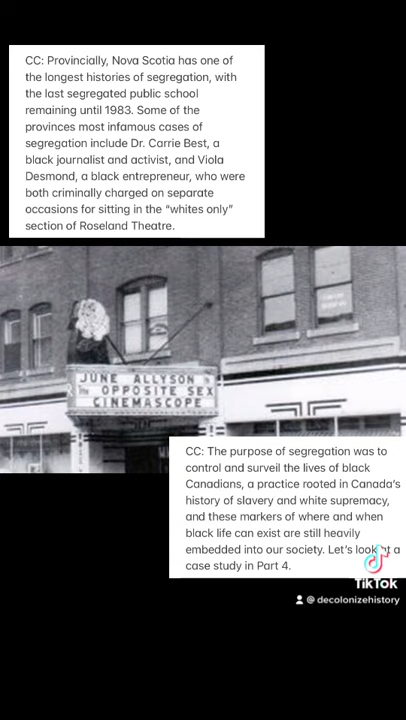 CC: Provincially, Nova Scotia has one of
the longest histories of segregation, with
the last segregated public school
remaining until 1983. Some of the
provinces most infamous cases of
segregation include Dr. Carrie Best, a
black journalist and activist, and Viola
Desmond, a black entrepreneur, who were
both criminally charged on separate
occasions for sitting in the “whites only”
section of Roseland Theatre.
JUNE ALLYSON IN
THE OPPOSITE SEX
CINEMASCOPE
CC: The purpose of segregation was to
control and surveil the lives of black
Canadians, a practice rooted in Canada’s
history of slavery and white supremacy,
and these markers of where and when
black life can exist are still heavily
embedded into our society. Let’s look at a
case study in Part 4.
TikTok
@ decolonizehistory